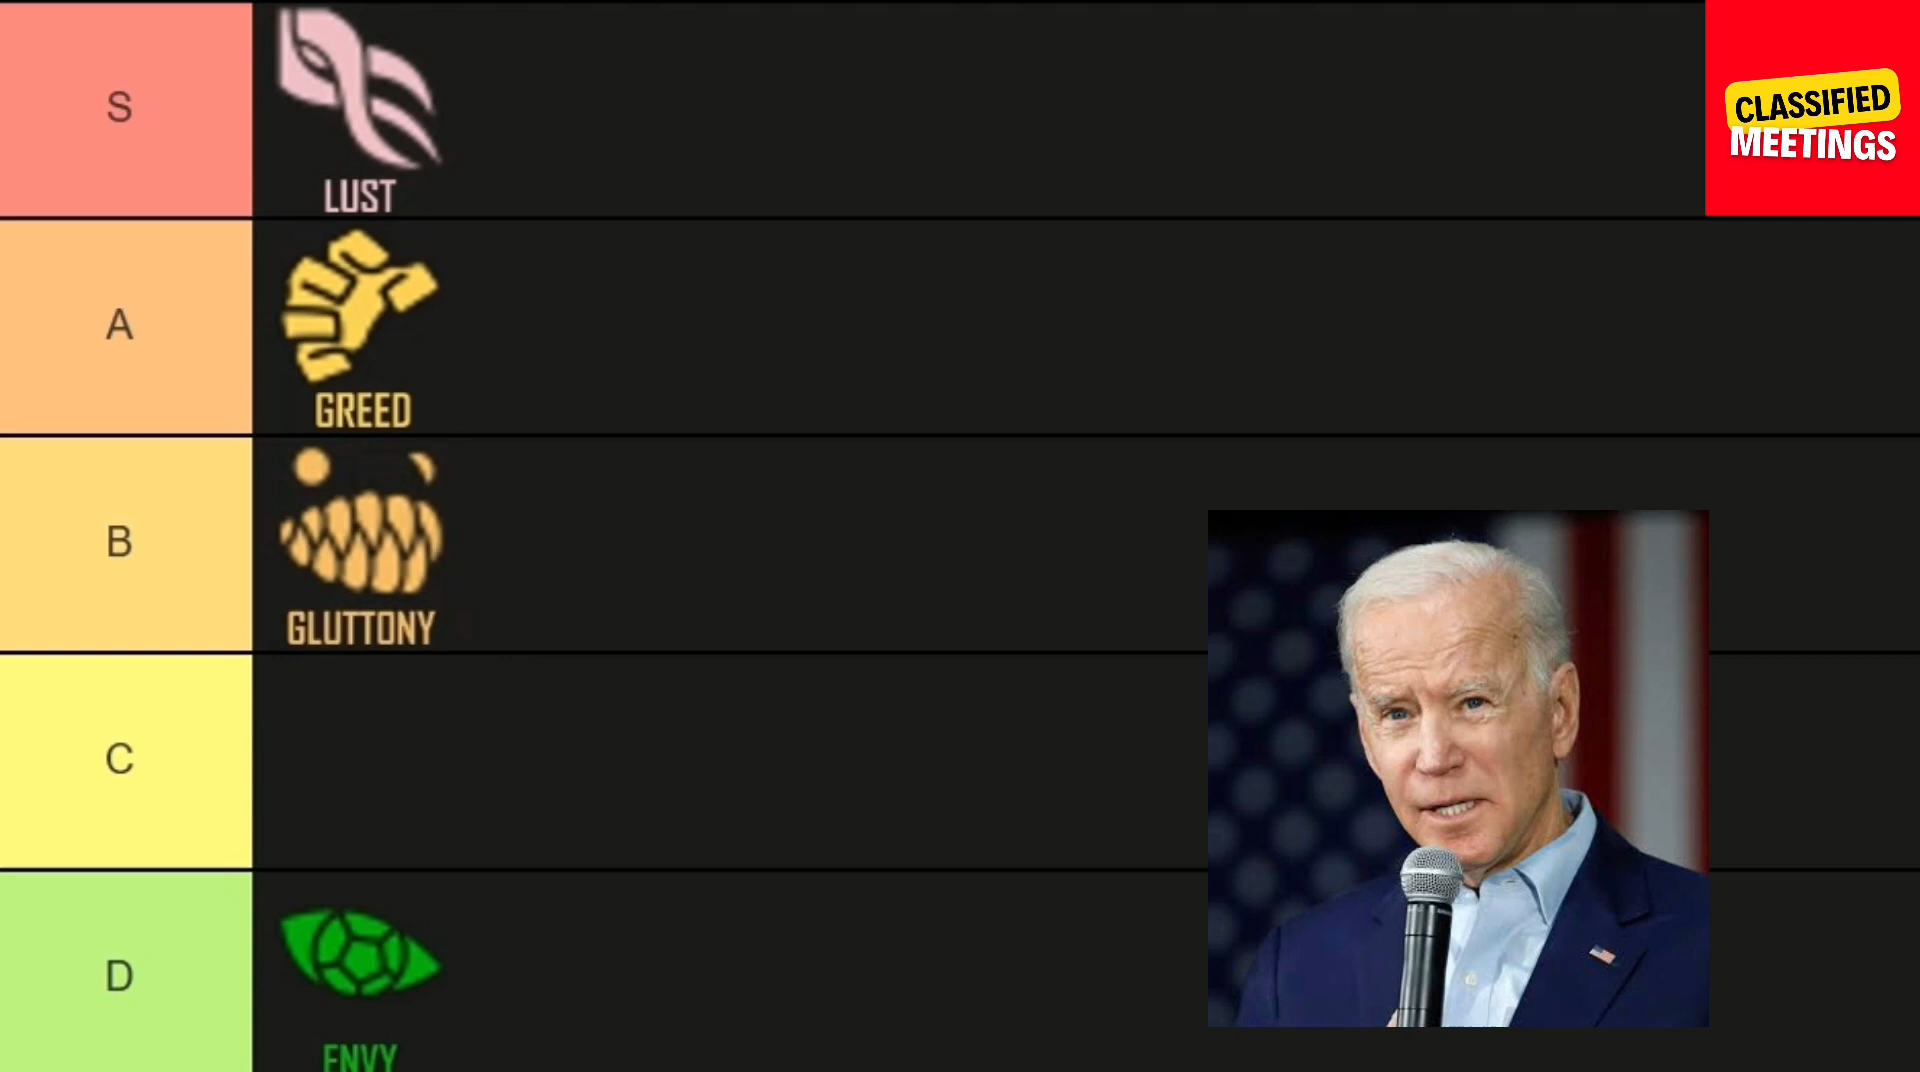 S
LUST
CLASSIFIED
MEETINGS
A
GREED
B
GLUTTONY
C
D
ENVY